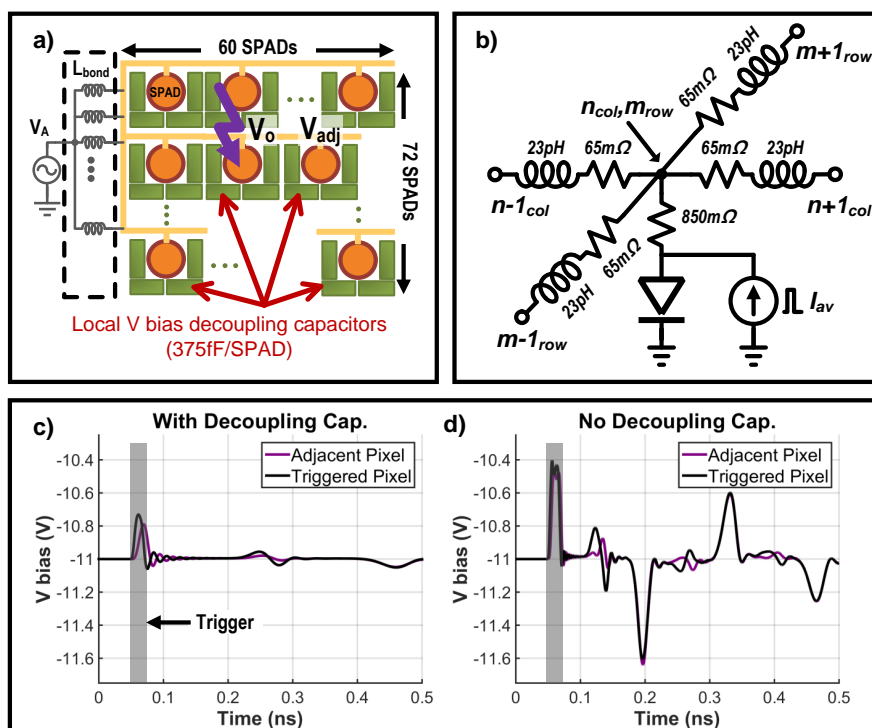 a)
60 SPADs
L_bond
SPAD
V_A
V_o
V_adj
72 SPADs
Local V bias decoupling capacitors
(375fF/SPAD)
b)
m+1_row
23pH
65mΩ
n_col,m_row
23pH
65mΩ
65mΩ
23pH
n-1_col
n+1_col
850mΩ
65mΩ
23pH
I_av
m-1_row
c)
With Decoupling Cap.
Adjacent Pixel
Triggered Pixel
V bias (V)
-10.4
-10.6
-10.8
-11
-11.2
-11.4
-11.6
Trigger
0
0.1
0.2
0.3
0.4
0.5
Time (ns)
d)
No Decoupling Cap.
Adjacent Pixel
Triggered Pixel
V bias (V)
-10.4
-10.6
-10.8
-11
-11.2
-11.4
-11.6
0
0.1
0.2
0.3
0.4
0.5
Time (ns)